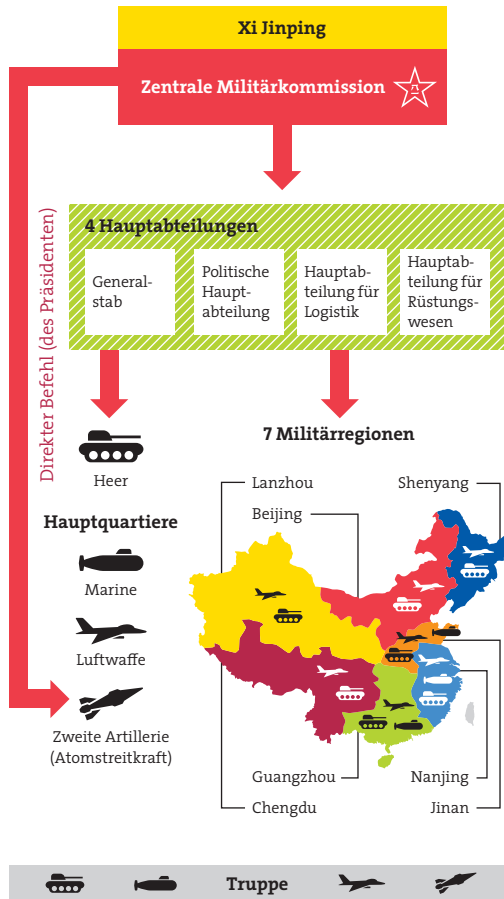 Xi Jinping
Zentrale Militärkommission
Direkter Befehl (des Präsidenten)
4 Hauptabteilungen
General-
stab
Politische
Haupt-
abteilung
Hauptab-
teilung für
Logistik
Hauptab-
teilung für
Rüstungs-
wesen
Heer
Hauptquartiere
Marine
Luftwaffe
Zweite Artillerie
(Atomstreitkraft)
7 Militärregionen
Lanzhou
Shenyang
Beijing
Guangzhou
Nanjing
Chengdu
Jinan
Truppe